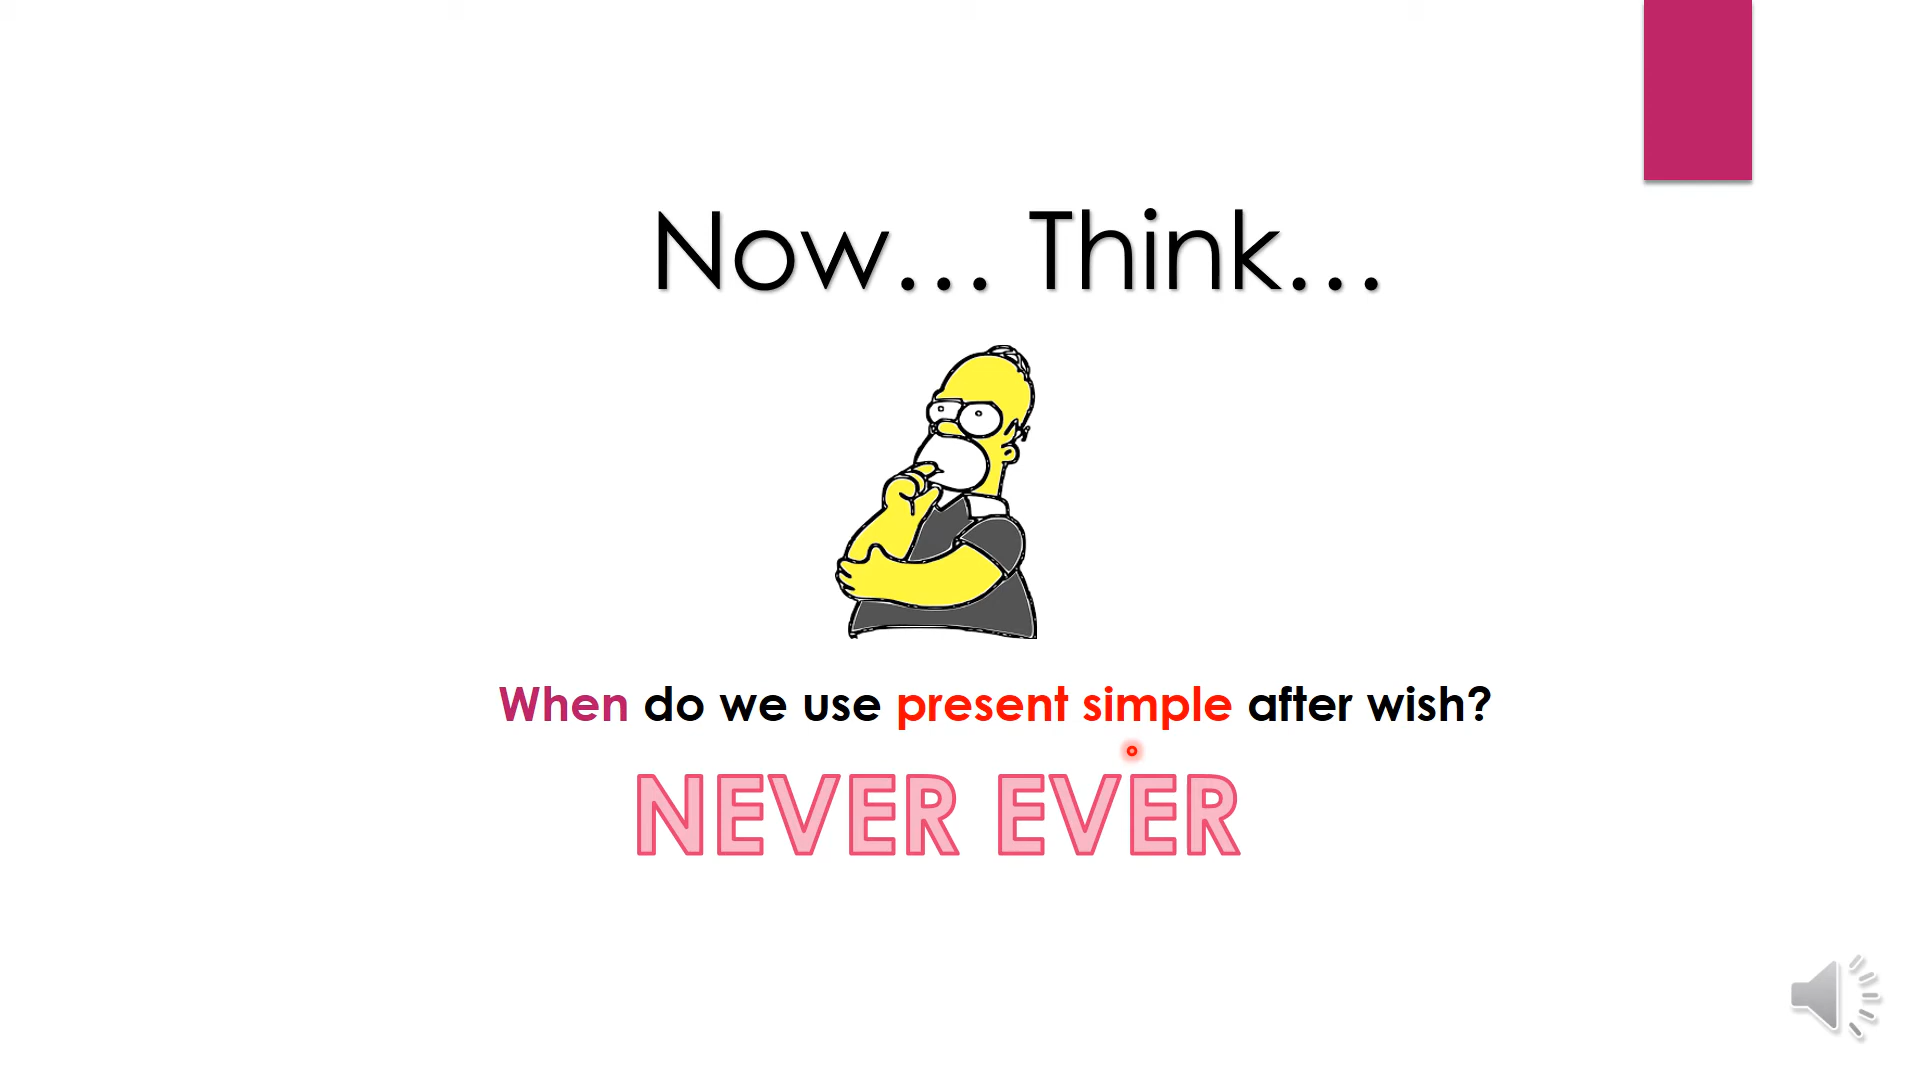 Now… Think…
When do we use present simple after wish?
NEVER EVER